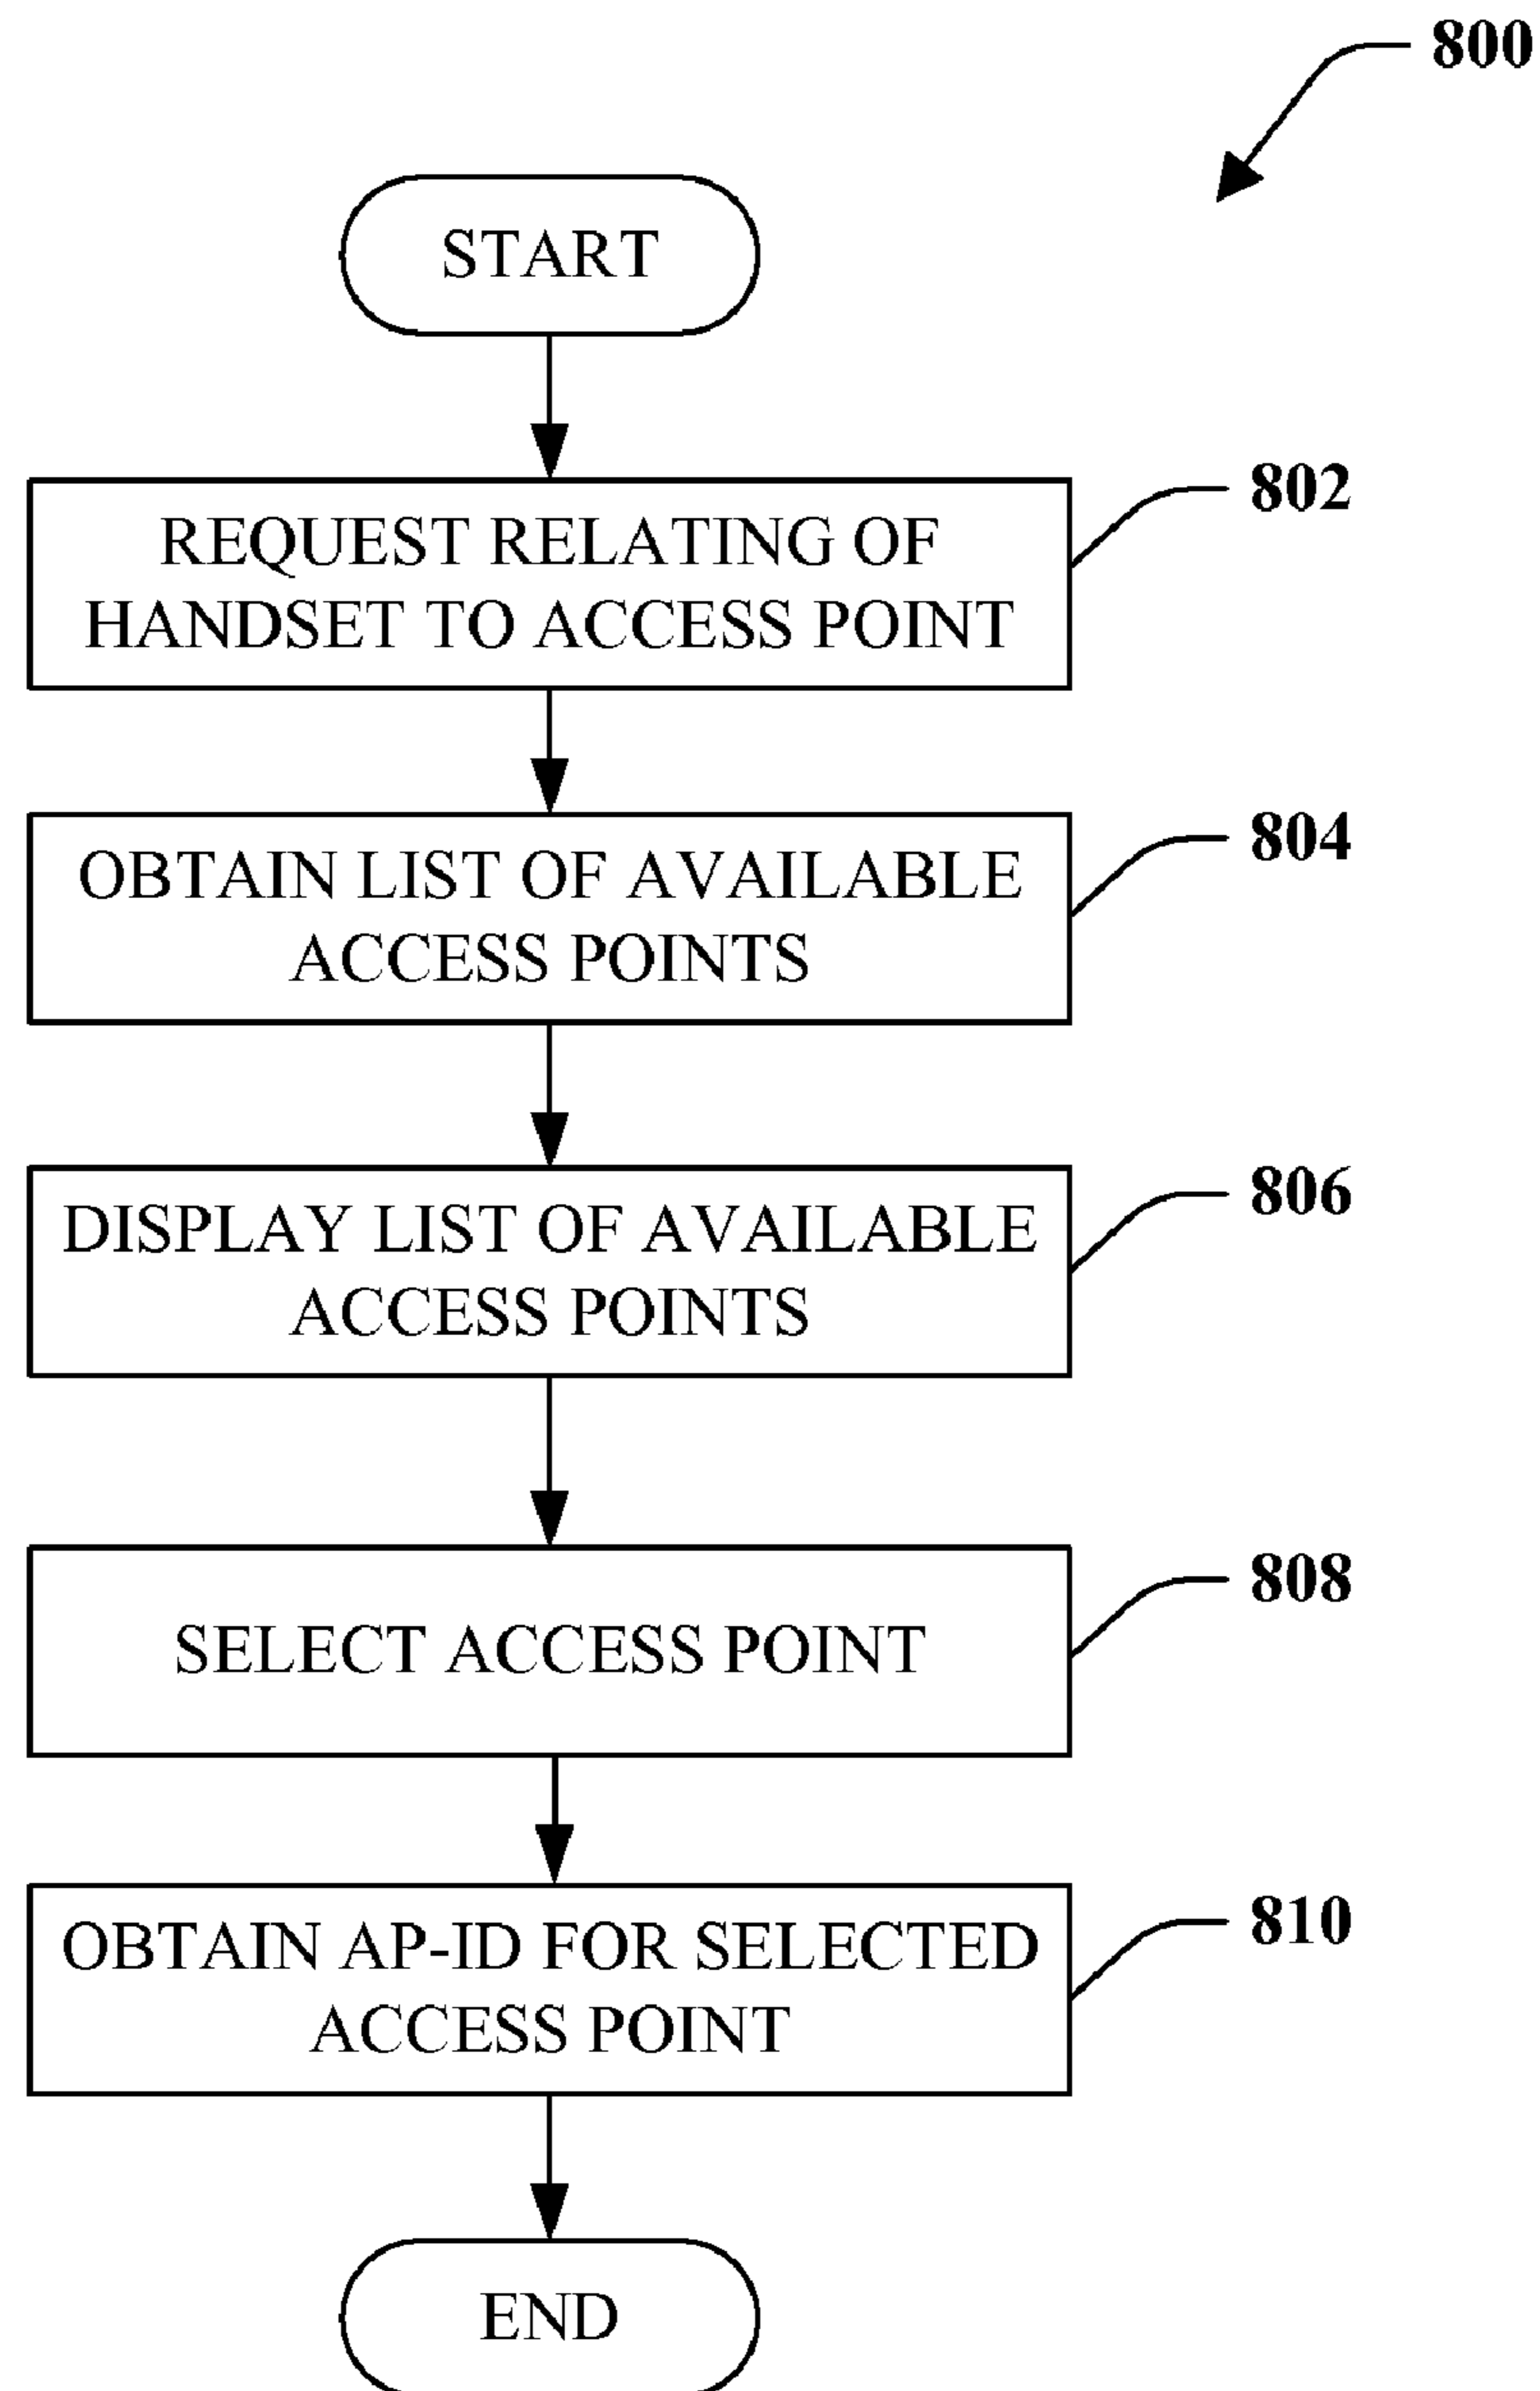 800
START
802
REQUEST RELATING OF
HANDSET TO ACCESS POINT
804
OBTAIN LIST OF AVAILABLE
ACCESS POINTS
806
DISPLAY LIST OF AVAILABLE
ACCESS POINTS
808
SELECT ACCESS POINT
810
OBTAIN AP-ID FOR SELECTED
ACCESS POINT
END